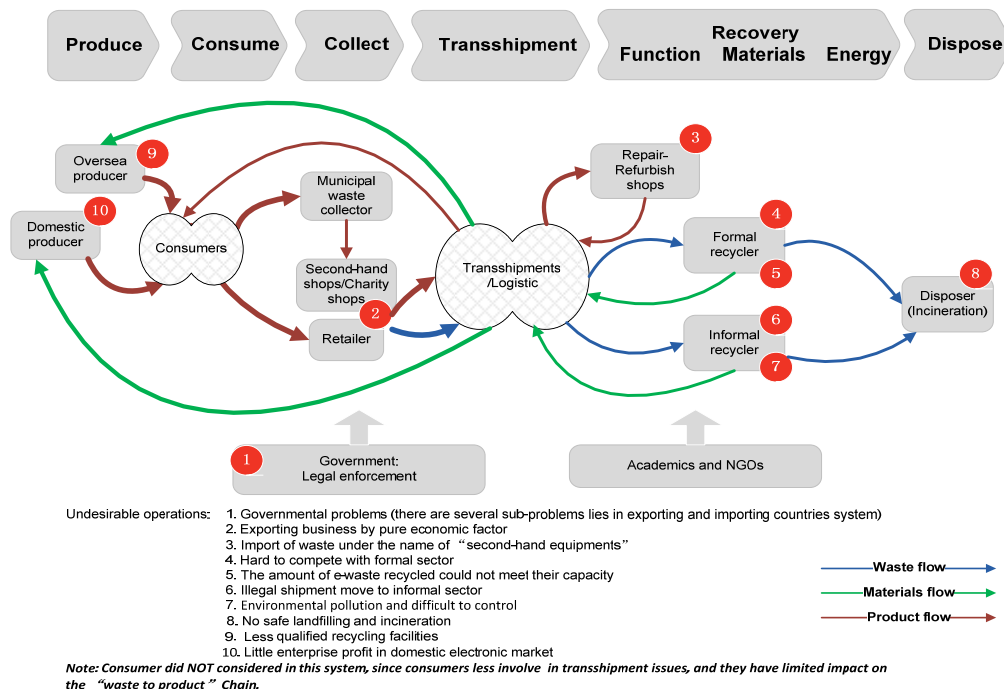 Produce
Consume
Collect
Transshipment
Recovery
Function Materials Energy
Dispose
9
Oversea
producer
10
Domestic
producer
Consumers
Municipal
waste
collector
Second-hand
shops/Charity
shops
2
Retailer
Transshipments
/Logistic
3
Repair-
Refurbish
shops
4
Formal
recycler
5
6
Informal
recycler
7
8
Disposer
(Incineration)
1
Government:
Legal enforcement
Academics and NGOs
Undesirable operations: 1. Governmental problems (there are several sub-problems lies in exporting and importing countries system)
2. Exporting business by pure economic factor
3. Import of waste under the name of “second-hand equipments”
4. Hard to compete with formal sector
5. The amount of e-waste recycled could not meet their capacity
6. Illegal shipment move to informal sector
7. Environmental pollution and difficult to control
8. No safe landfilling and incineration
9. Less qualified recycling facilities
10. Little enterprise profit in domestic electronic market
Waste flow
Materials flow
Product flow
Note: Consumer did NOT considered in this system, since consumers less involve in transshipment issues, and they have limited impact on
the “waste to product” Chain.